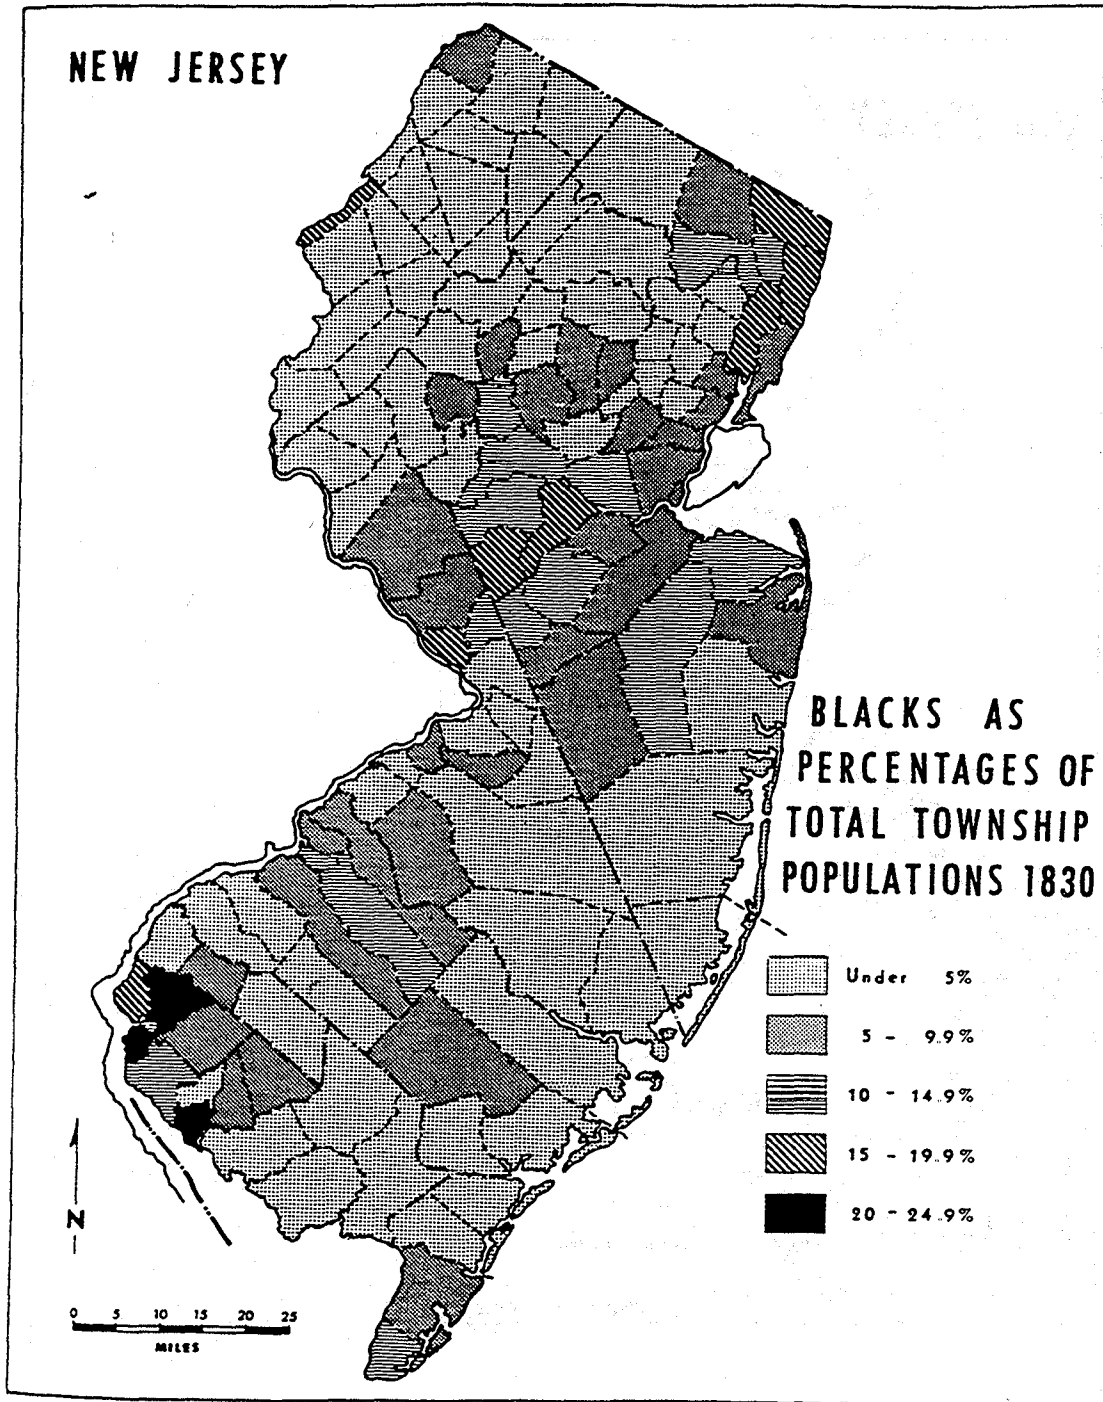 NEW JERSEY
BLACKS AS
PERCENTAGES OF
TOTAL TOWNSHIP
POPULATIONS 1830
Under 5%
5 - 9.9%
10 - 14.9%
15 - 19.9%
20 - 24.9%
N
0 5 10 15 20 25
MILES